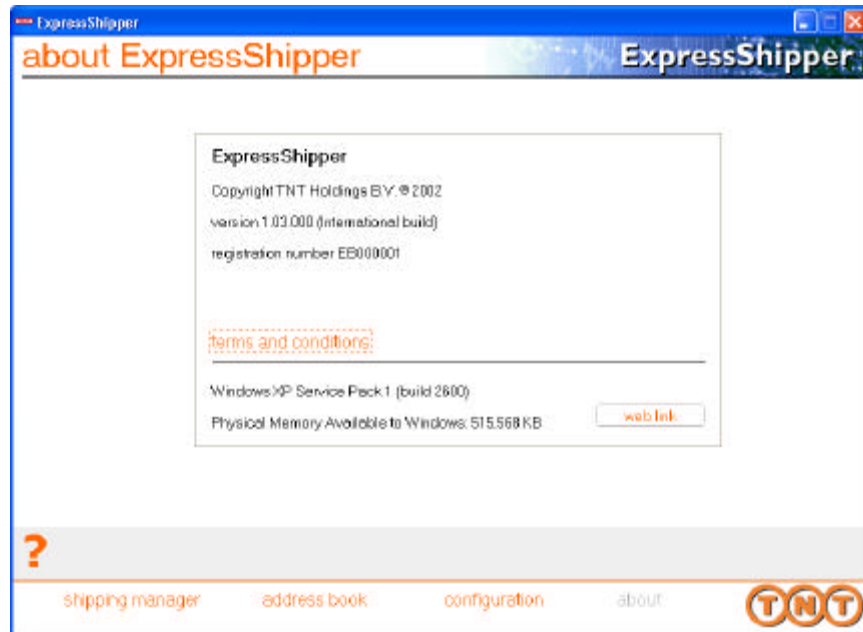 ExpressShipper
about ExpressShipper
ExpressShipper
ExpressShipper
Copyright TNT Holdings B.V. © 2002
version 1.03.000 (International build)
registration number EB000001
terms and conditions
Windows XP Service Pack 1 (build 2600)
Physical Memory Available to Windows: 515,568 KB
web link
?
shipping manager
address book
configuration
about
TNT